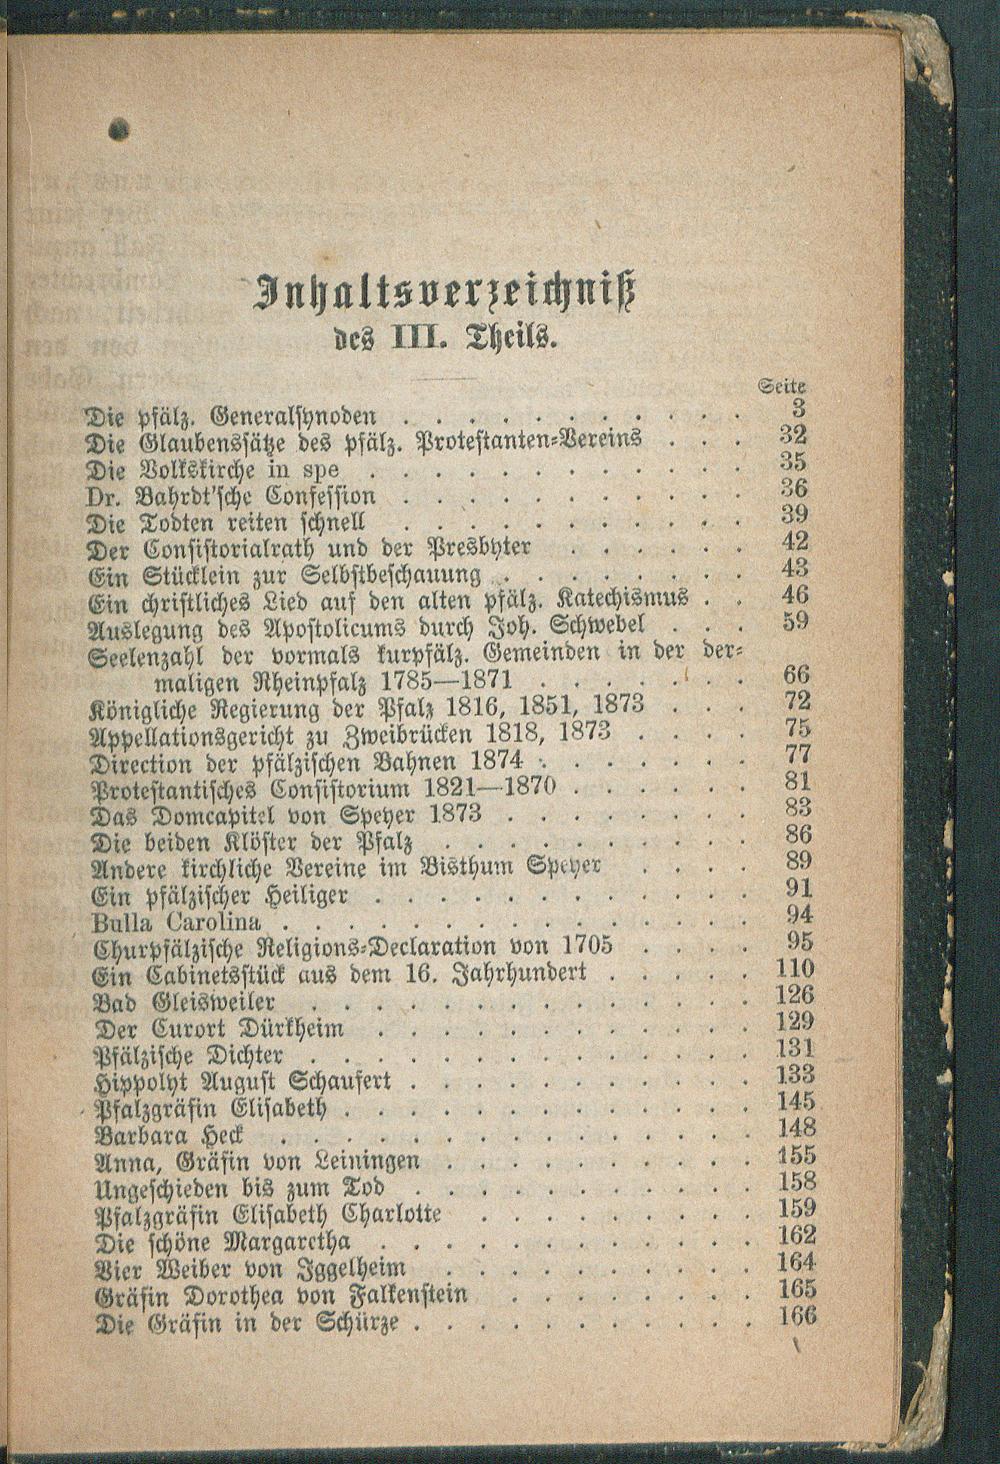 Inhaltsverzeichniß
des III. Theils.
Seite
Die pfälz. Generalsynoden . . . . . . . . . . . 3
Die Glaubenssätze des pfälz. Protestanten=Vereins . . . 32
Die Volkskirche in spe . . . . . . . . . . . . 35
Dr. Bahrdt'sche Confession . . . . . . . . . . . 36
Die Todten reiten schnell . . . . . . . . . . . 39
Der Consistorialrath und der Presbyter . . . . . . 42
Ein Stücklein zur Selbstbeschauung . . . . . . . . 43
Ein christliches Lied auf den alten pfälz. Katechismus . . 46
Auslegung des Apostolicums durch Joh. Schwebel . . . 59
Seelenzahl der vormals kurpfälz. Gemeinden in der der=
maligen Rheinpfalz 1785—1871 . . . . . . . 66
Königliche Regierung der Pfalz 1816, 1851, 1873 . . . 72
Appellationsgericht zu Zweibrücken 1818, 1873 . . . . 75
Direction der pfälzischen Bahnen 1874 . . . . . . . 77
Protestantisches Consistorium 1821—1870 . . . . . . 81
Das Domcapitel von Speyer 1873 . . . . . . . . 83
Die beiden Klöster der Pfalz . . . . . . . . . . 86
Andere kirchliche Vereine im Bisthum Speyer . . . . 89
Ein pfälzischer Heiliger . . . . . . . . . . . . 91
Bulla Carolina . . . . . . . . . . . . . . . 94
Churpfälzische Religions=Declaration von 1705 . . . . 95
Ein Cabinetsstück aus dem 16. Jahrhundert . . . . . 110
Bad Gleisweiler . . . . . . . . . . . . . . 126
Der Curort Dürkheim . . . . . . . . . . . . 129
Pfälzische Dichter . . . . . . . . . . . . . . 131
Hippolyt August Schaufert . . . . . . . . . . . 133
Pfalzgräfin Elisabeth . . . . . . . . . . . . . 145
Barbara Heck . . . . . . . . . . . . . . . 148
Anna, Gräfin von Leiningen . . . . . . . . . . 155
Ungeschieden bis zum Tod . . . . . . . . . . . 158
Pfalzgräfin Elisabeth Charlotte . . . . . . . . . 159
Die schöne Margaretha . . . . . . . . . . . . 162
Vier Weiber von Iggelheim . . . . . . . . . . 164
Gräfin Dorothea von Falkenstein . . . . . . . . 165
Die Gräfin in der Schürze . . . . . . . . . . . 166